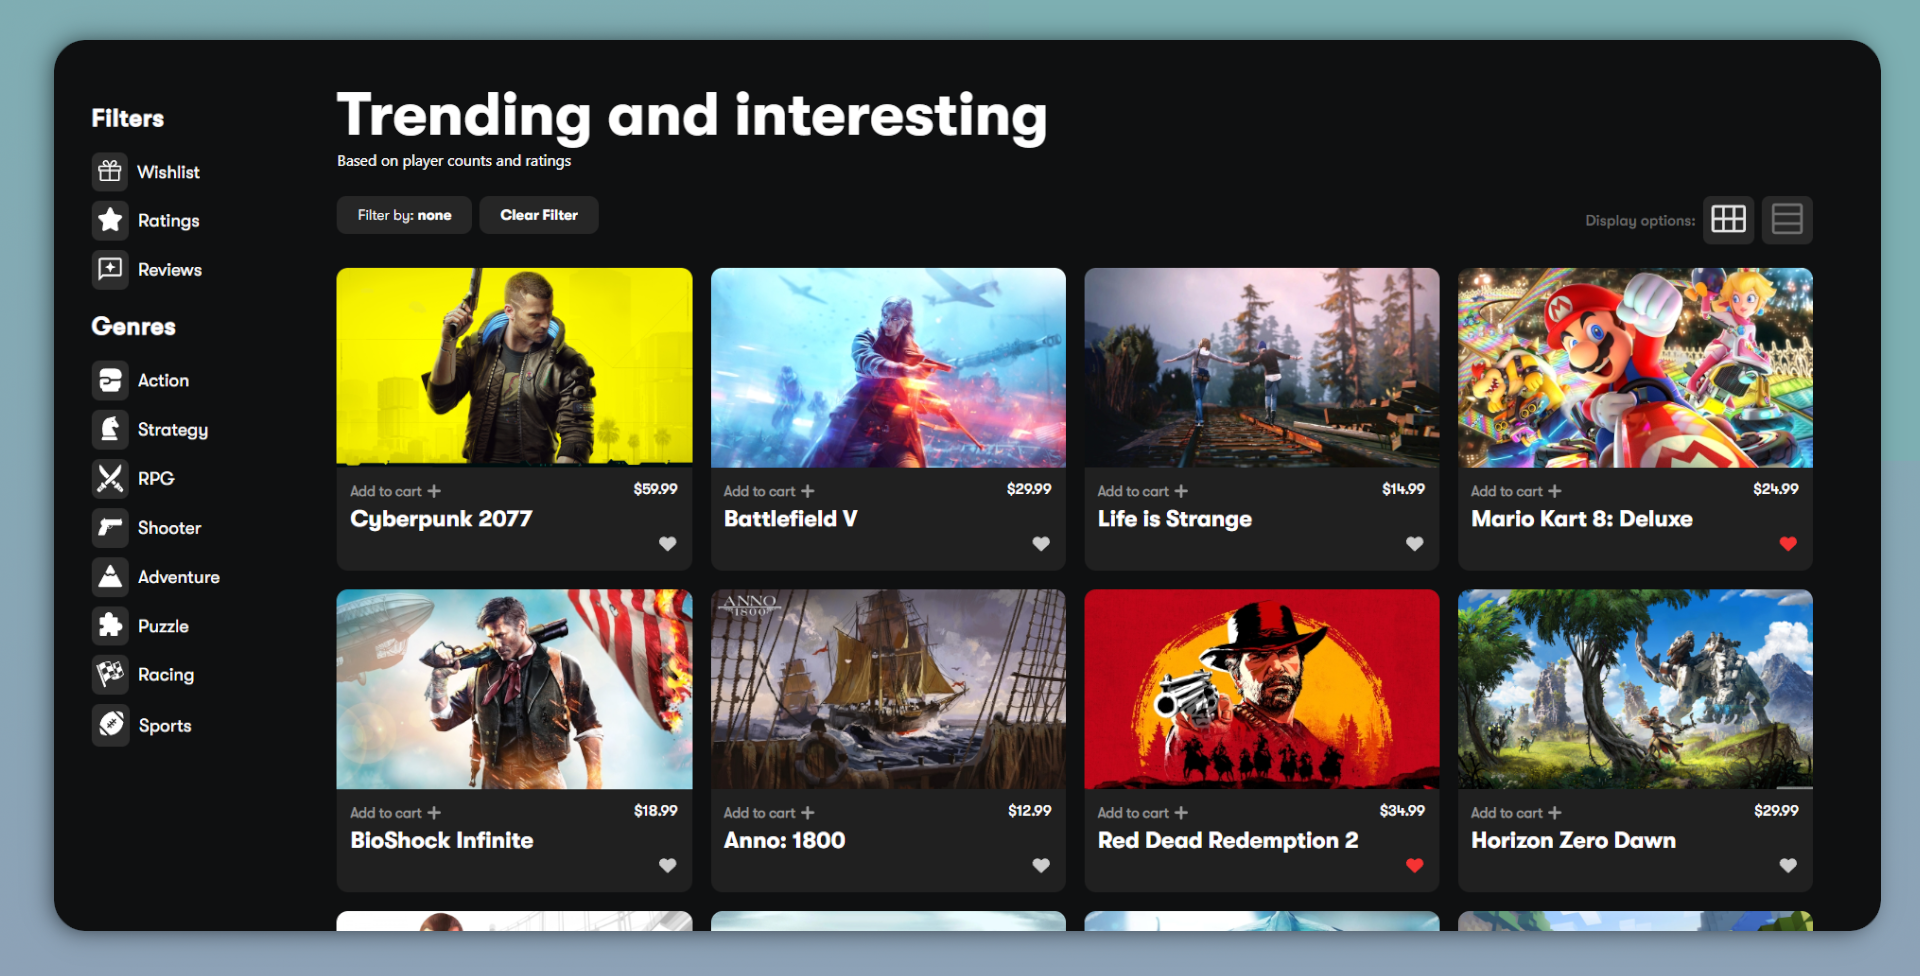 Filters
Wishlist
Ratings
Reviews
Genres
Action
Strategy
RPG
Shooter
Adventure
Puzzle
Racing
Sports
Trending and interesting
Based on player counts and ratings
Filter by: none
Clear Filter
Display options:
Add to cart +
$59.99
Cyberpunk 2077
Add to cart +
$29.99
Battlefield V
Add to cart +
$14.99
Life is Strange
M
M
Add to cart +
$24.99
Mario Kart 8: Deluxe
Add to cart +
$18.99
BioShock Infinite
ANNO
1800
Add to cart +
$12.99
Anno: 1800
Add to cart +
$34.99
Red Dead Redemption 2
Add to cart +
$29.99
Horizon Zero Dawn